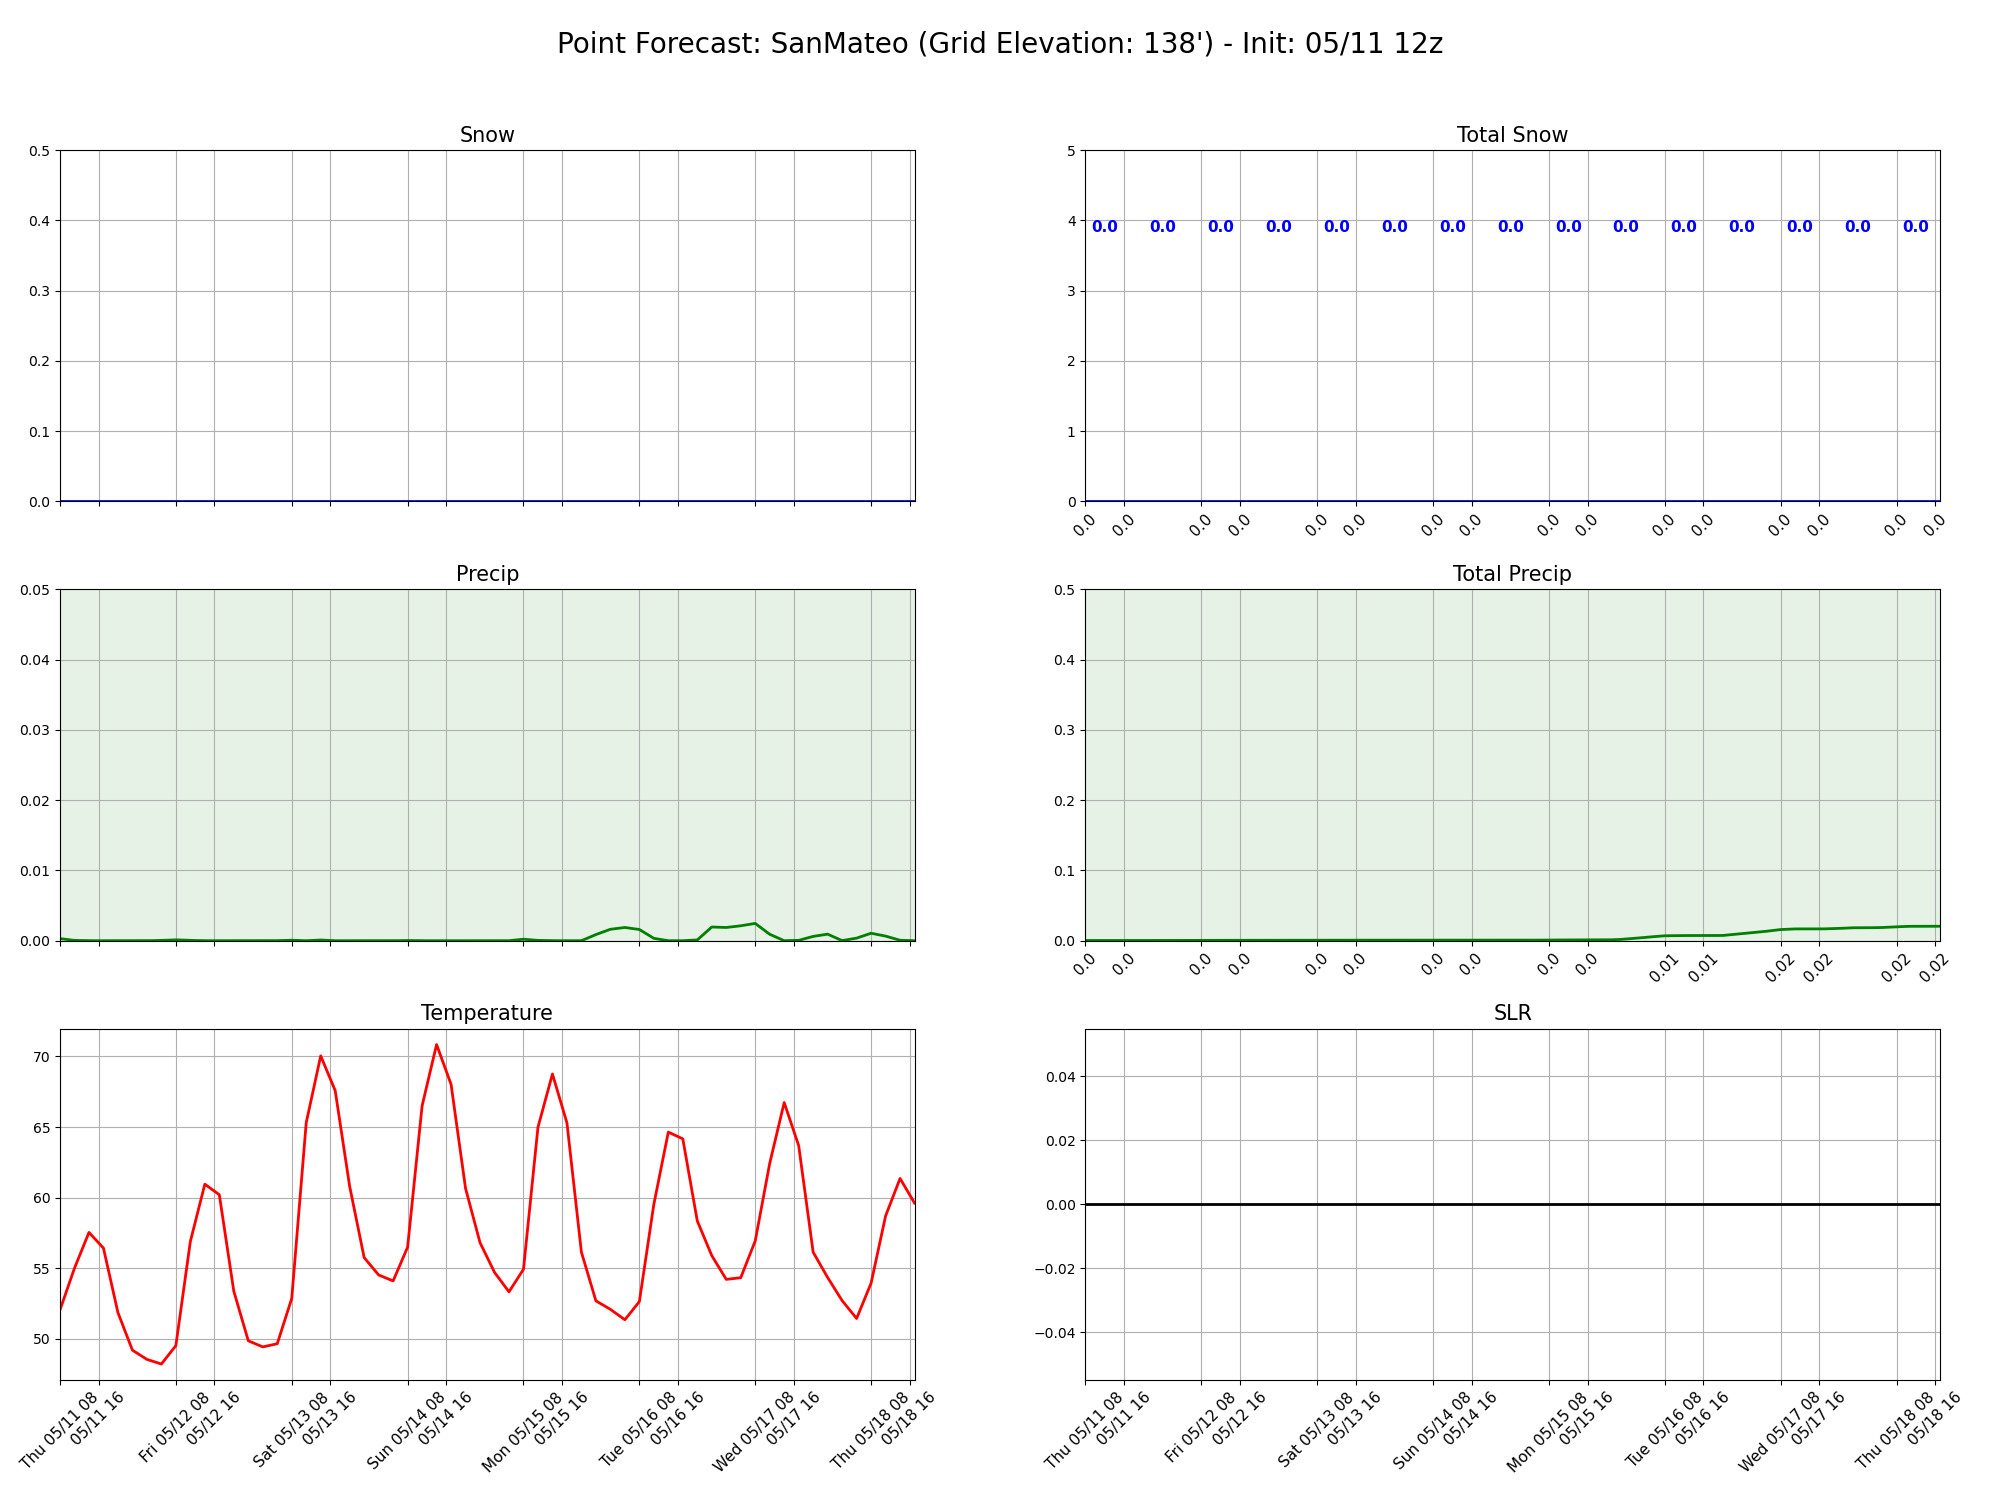 Point Forecast: SanMateo (Grid Elevation: 138') - Init: 05/11 12z
Snow
0.5
0.4
0.3
0.2
0.1
0.0
Total Snow
5
4
3
2
1
0
0.0 0.0 0.0 0.0 0.0 0.0 0.0 0.0 0.0 0.0 0.0 0.0 0.0 0.0 0.0
0.0 0.0 0.0 0.0 0.0 0.0 0.0 0.0 0.0 0.0 0.0 0.0 0.0 0.0 0.0 0.0
Precip
0.05
0.04
0.03
0.02
0.01
0.00
Total Precip
0.5
0.4
0.3
0.2
0.1
0.0
0.0 0.0 0.0 0.0 0.0 0.0 0.0 0.0 0.0 0.0 0.01 0.01 0.02 0.02 0.02 0.02
Temperature
70
65
60
55
50
Thu 05/11 08
05/11 16
Fri 05/12 08
05/12 16
Sat 05/13 08
05/13 16
Sun 05/14 08
05/14 16
Mon 05/15 08
05/15 16
Tue 05/16 08
05/16 16
Wed 05/17 08
05/17 16
Thu 05/18 08
05/18 16
SLR
0.04
0.02
0.00
−0.02
−0.04
Thu 05/11 08
05/11 16
Fri 05/12 08
05/12 16
Sat 05/13 08
05/13 16
Sun 05/14 08
05/14 16
Mon 05/15 08
05/15 16
Tue 05/16 08
05/16 16
Wed 05/17 08
05/17 16
Thu 05/18 08
05/18 16